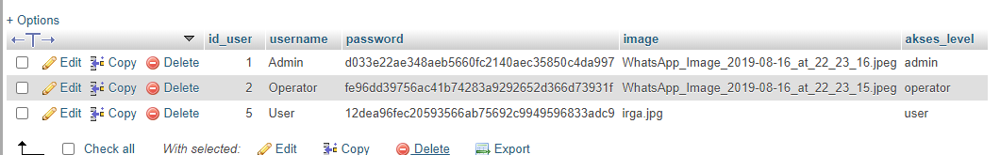 + Options
id_user username password image akses_level
Edit Copy Delete 1 Admin d033e22ae348aeb5660fc2140aec35850c4da997 WhatsApp_Image_2019-08-16_at_22_23_16.jpeg admin
Edit Copy Delete 2 Operator fe96dd39756ac41b74283a9292652d366d73931f WhatsApp_Image_2019-08-16_at_22_23_15.jpeg operator
Edit Copy Delete 5 User 12dea96fec20593566ab75692c9949596833adc9 irga.jpg user
Check all With selected: Edit Copy Delete Export